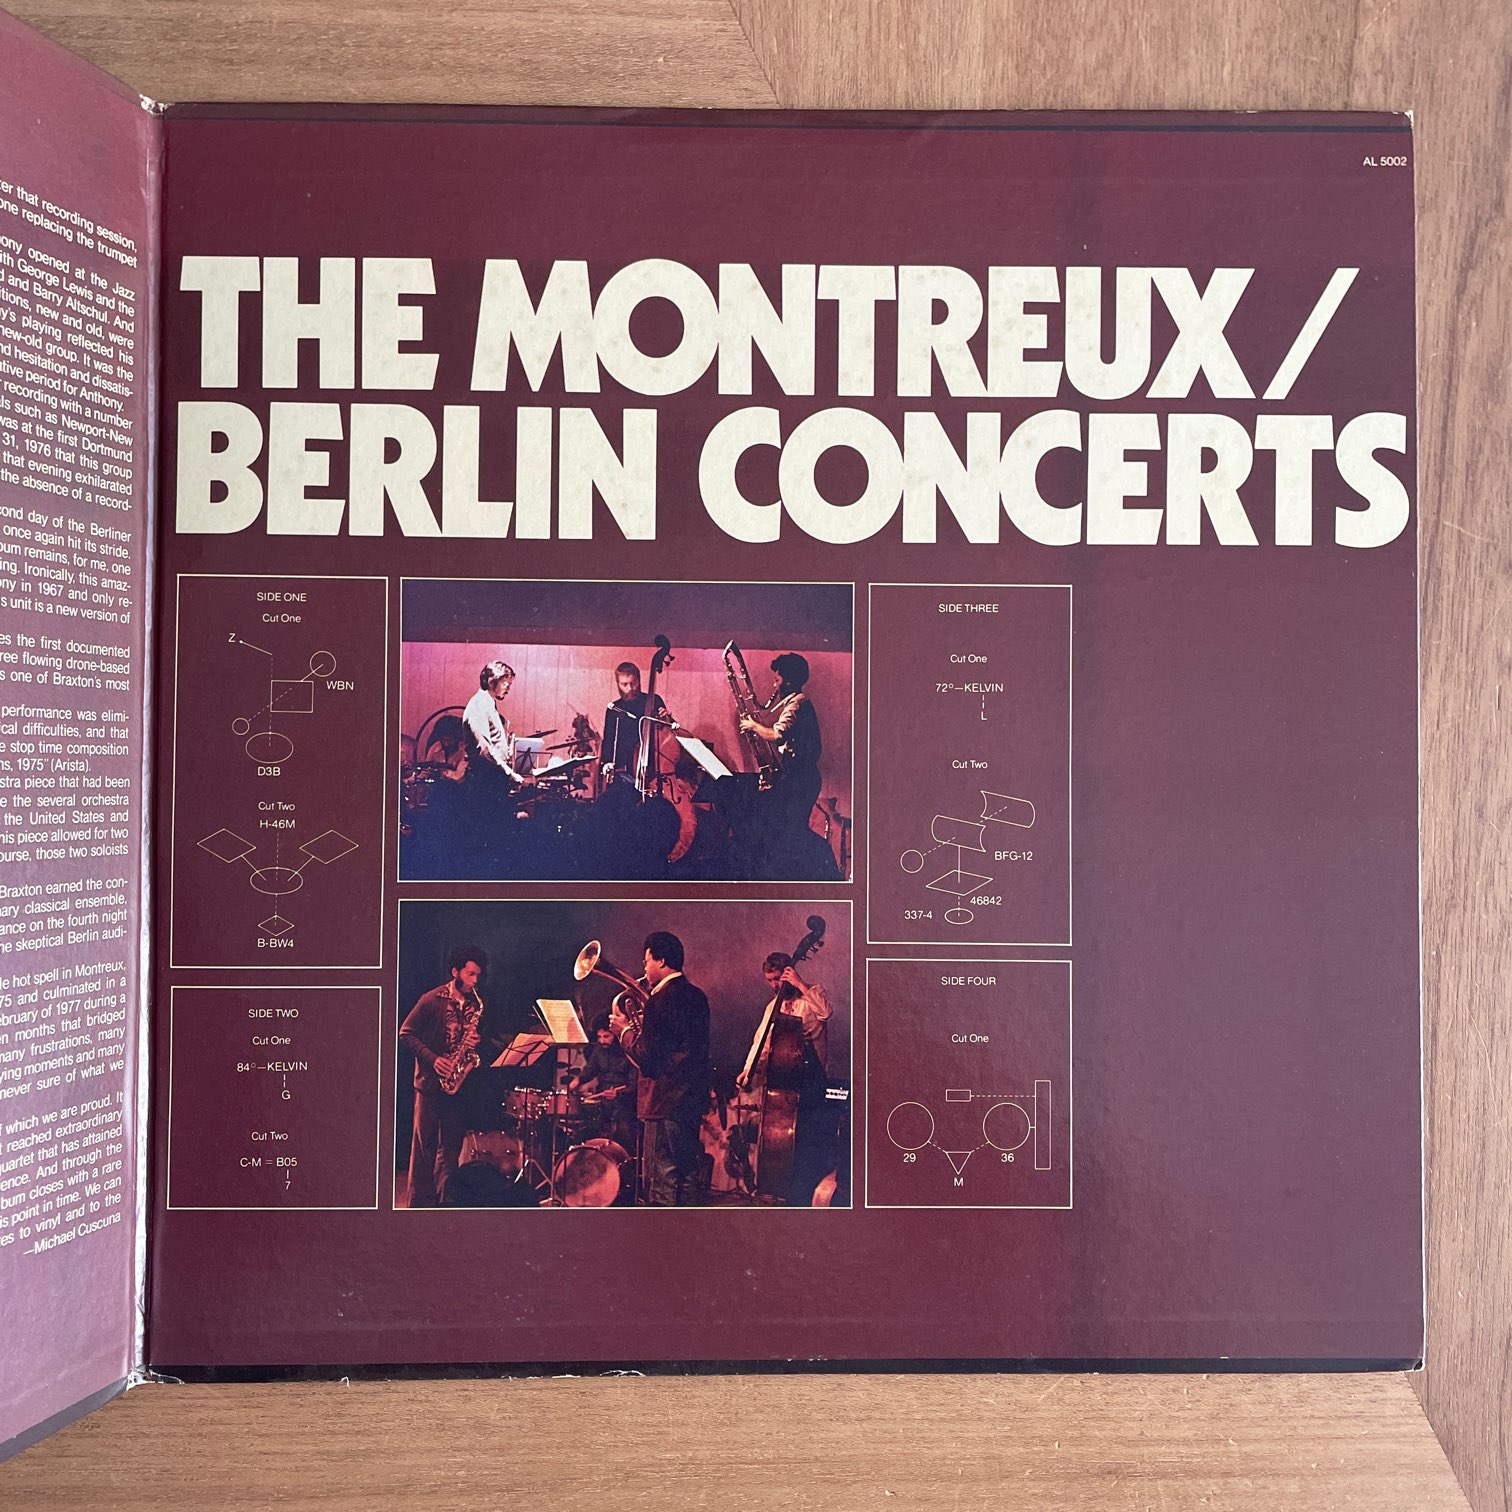 er that recording session,
one replacing the trumpet
ony opened at the Jazz
ith George Lewis and the
d and Barry Altschul. And
itions, new and old, were
y's playing reflected his
new-old group. It was the
nd hesitation and dissatis-
ative period for Anthony.
recording with a number
ls such as Newport-New
was at the first Dortmund
31, 1976 that this group
that evening exhilarated
the absence of a record-
ond day of the Berliner
once again hit its stride.
bum remains, for me, one
ing. Ironically, this amaz-
ony in 1967 and only re-
s unit is a new version of
es the first documented
ree flowing drone-based
s one of Braxton's most
performance was elimi-
ical difficulties, and that
e stop time composition
ns, 1975" (Arista).
stra piece that had been
e the several orchestra
the United States and
his piece allowed for two
ourse, those two soloists
Braxton earned the con-
ary classical ensemble,
ance on the fourth night
ne skeptical Berlin audi-
le hot spell in Montreux,
75 and culminated in a
ebruary of 1977 during a
en months that bridged
many frustrations, many
ying moments and many
never sure of what we
f which we are proud. It
t reached extraordinary
uartet that has attained
ence. And through the
bum closes with a rare
is point in time. We can
es to vinyl and to the
—Michael Cuscuna
AL 5002
THE MONTREUX/
BERLIN CONCERTS
SIDE ONE
Cut One
Z
WBN
D3B
Cut Two
H-46M
B-BW4
SIDE TWO
Cut One
84°—KELVIN
G
Cut Two
C-M = B05
7
SIDE THREE
Cut One
72°—KELVIN
L
Cut Two
BFG-12
46842
337-4
SIDE FOUR
Cut One
29
36
M